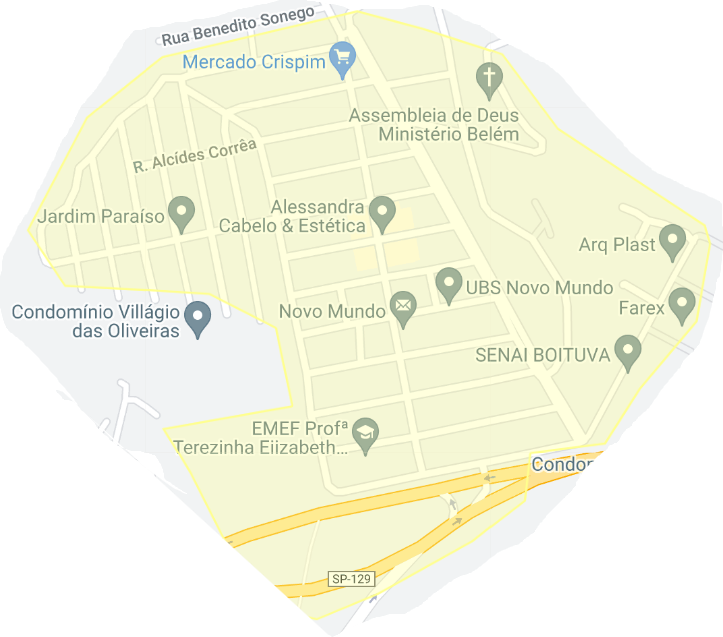 Rua Benedito Sonego
Mercado Crispim
Assembleia de Deus
Ministério Belém
R. Alcídes Corrêa
Jardim Paraíso
Alessandra
Cabelo & Estética
Arq Plast
UBS Novo Mundo
Condomínio Villágio
das Oliveiras
Novo Mundo
Farex
SENAI BOITUVA
EMEF Profª
Terezinha Eiizabeth...
Condor
SP-129